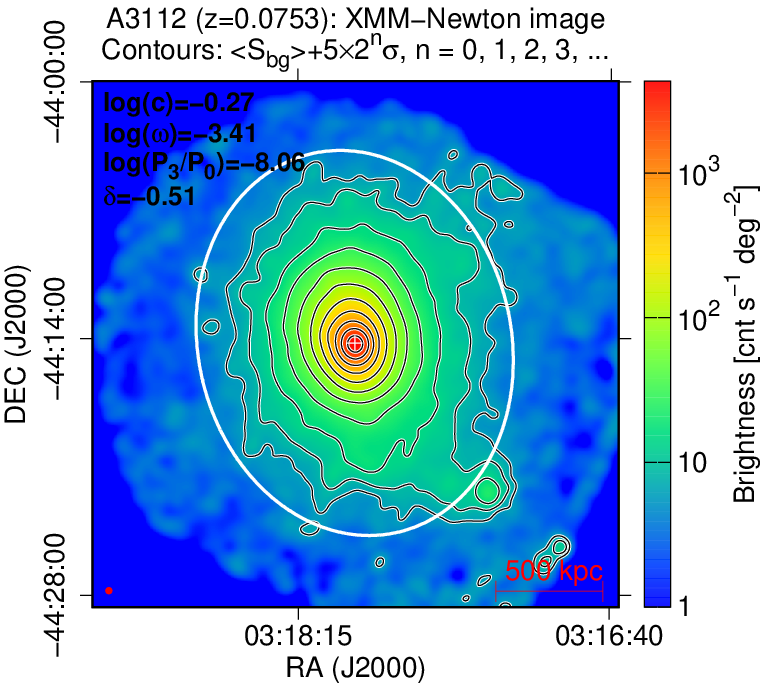 A3112 (z=0.0753): XMM−Newton image
Contours: <S_bg>+5×2^nσ, n = 0, 1, 2, 3, ...
log(c)=−0.27
log(ω)=−3.41
log(P_3/P_0)=−8.06
δ=−0.51
−44:00:00
−44:14:00
−44:28:00
DEC (J2000)
500 kpc
03:18:15
03:16:40
RA (J2000)
10^3
10^2
10
1
Brightness [cnt s^−1 deg^−2]